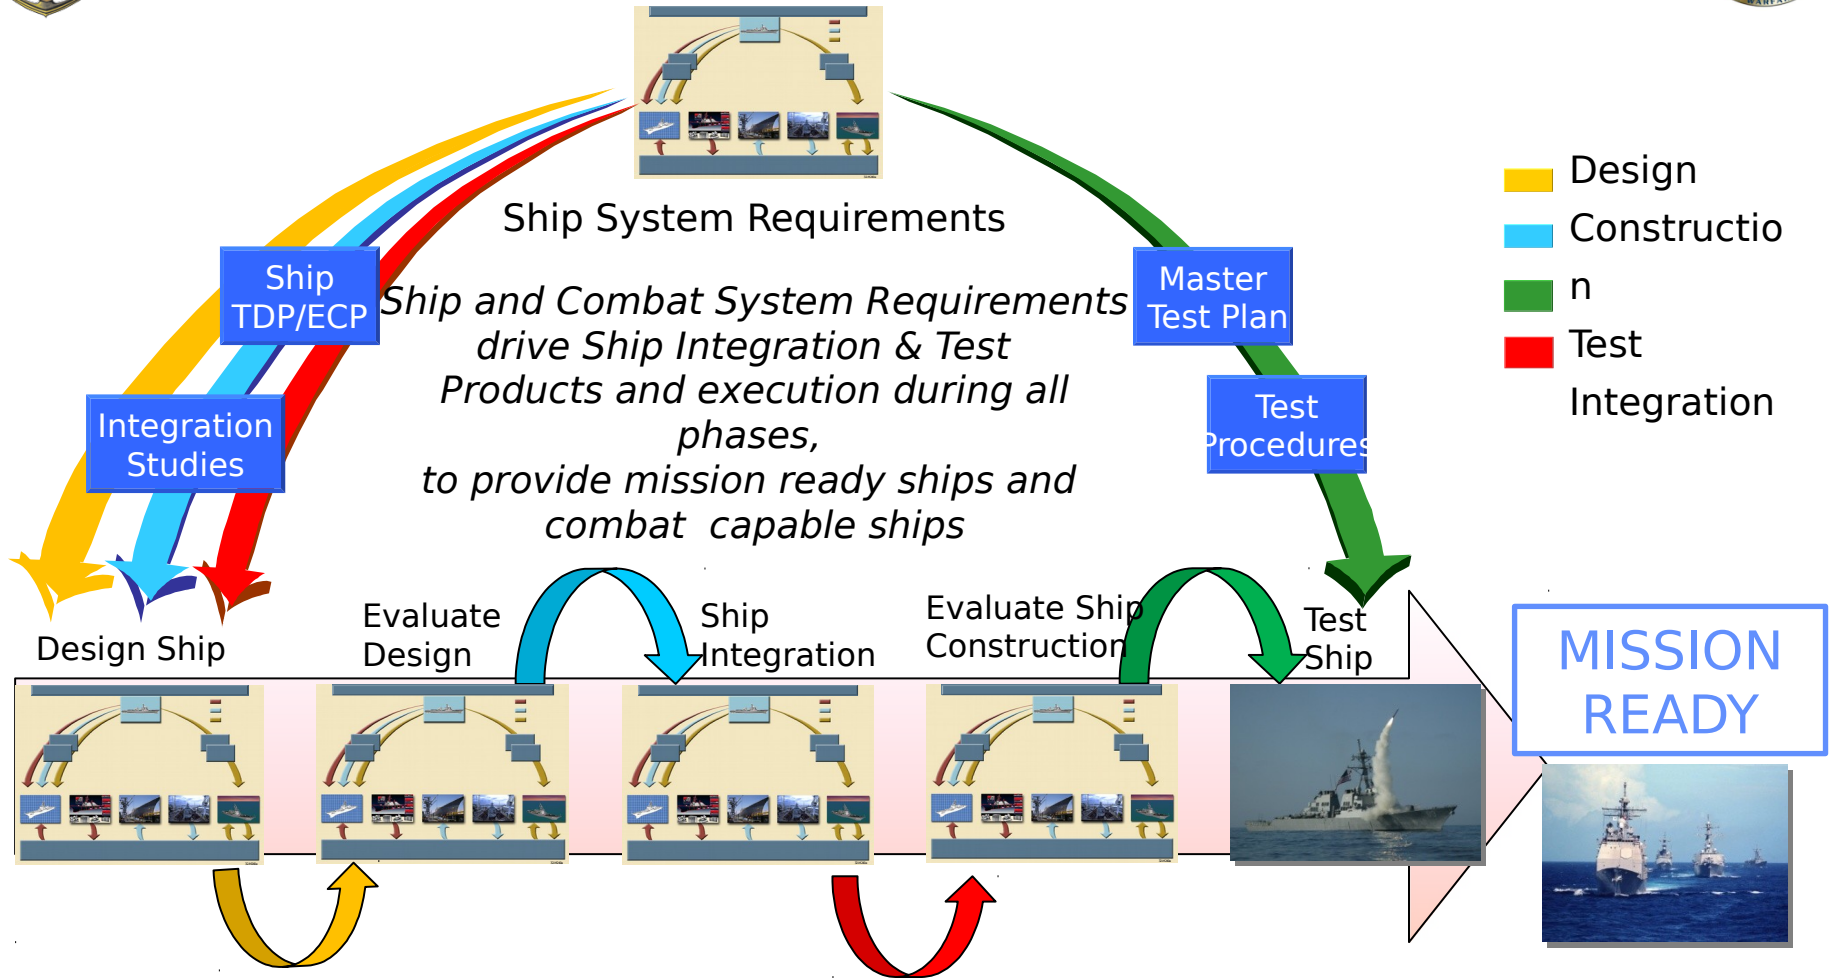 Ship System Requirements
Ship
TDP/ECP
Integration
Studies
Ship and Combat System Requirements
drive Ship Integration & Test
Products and execution during all
phases,
to provide mission ready ships and
combat capable ships
Master
Test Plan
Test
Procedures
Design
Constructio
n
Test
Integration
Design Ship
Evaluate
Design
Ship
Integration
Evaluate Ship
Construction
Test
Ship
MISSION
READY